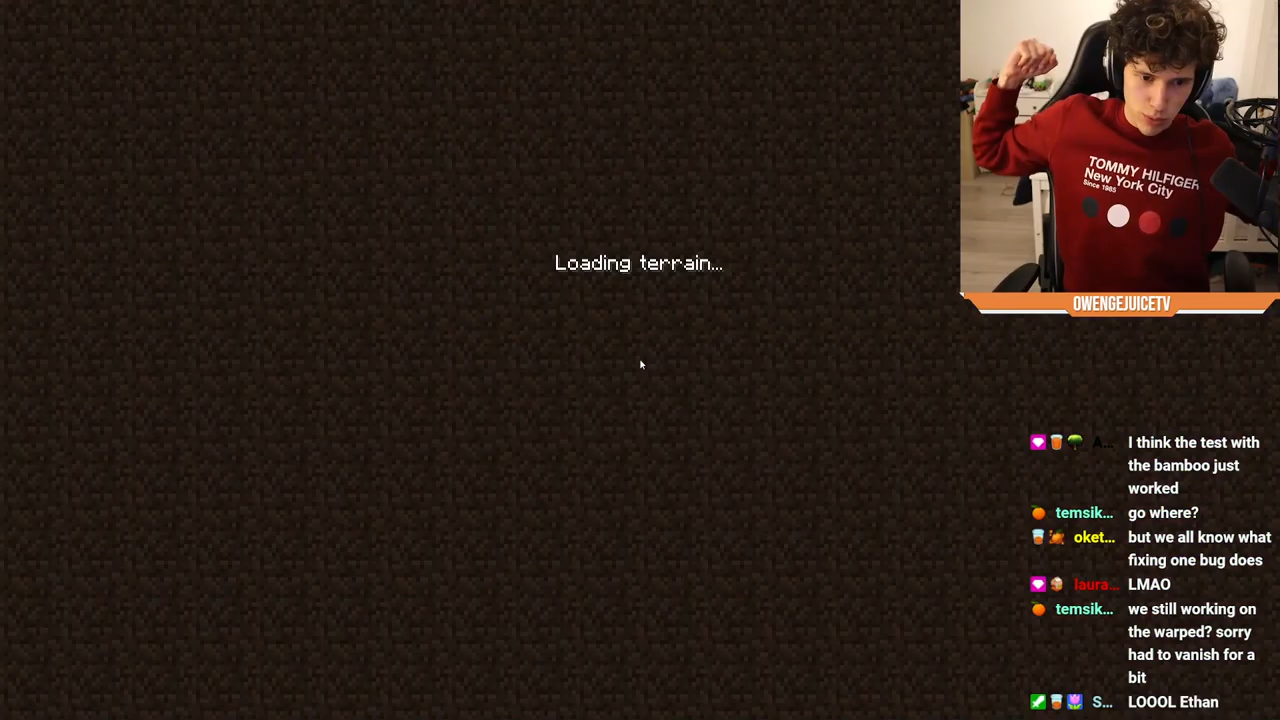 TOMMY HILFIGER
New York City
Since 1985
Loading terrain...
OWENGEJUICETV
A... I think the test with
the bamboo just
worked
temsik... go where?
oket... but we all know what
fixing one bug does
laura... LMAO
temsik... we still working on
the warped? sorry
had to vanish for a
bit
S... LOOOL Ethan